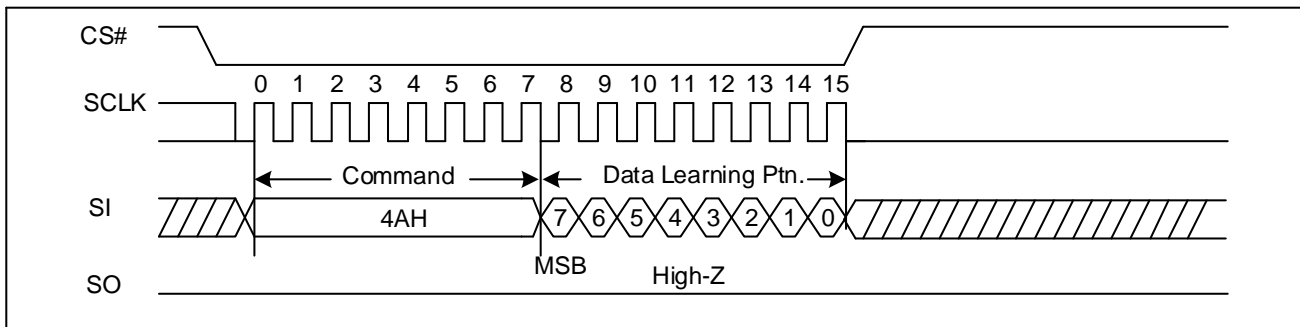 CS#
0 1 2 3 4 5 6 7 8 9 10 11 12 13 14 15
SCLK
Command Data Learning Ptn.
SI 4AH 7 6 5 4 3 2 1 0
MSB High-Z
SO